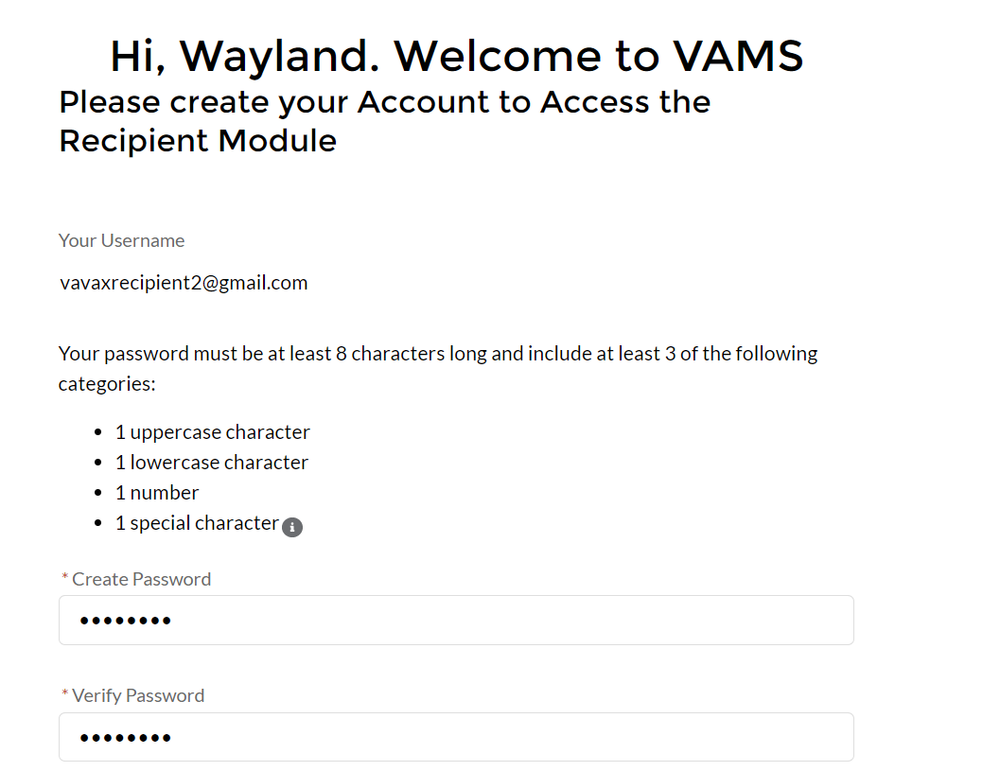 Hi, Wayland. Welcome to VAMS
Please create your Account to Access the
Recipient Module
Your Username
vavaxrecipient2@gmail.com
Your password must be at least 8 characters long and include at least 3 of the following
categories:
• 1 uppercase character
• 1 lowercase character
• 1 number
• 1 special character i
* Create Password
••••••••
* Verify Password
••••••••